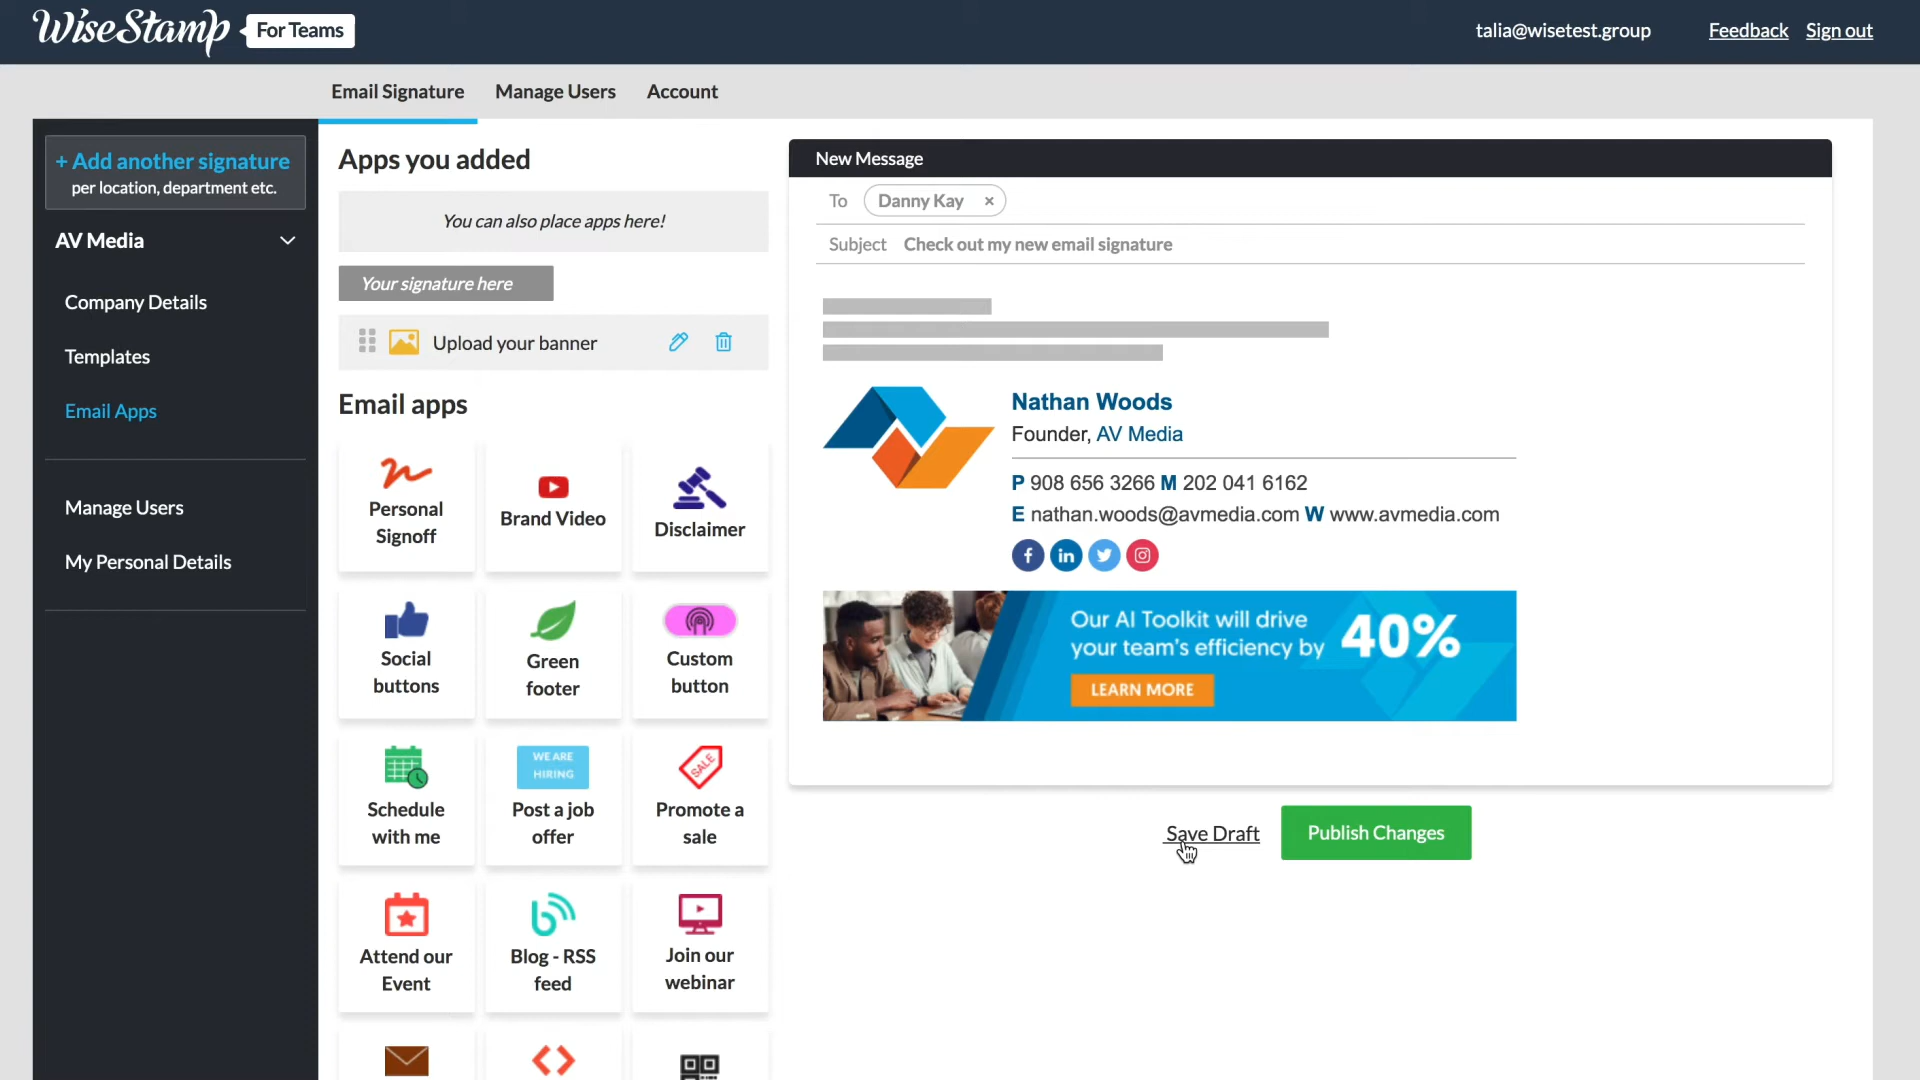 WiseStamp For Teams
talia@wisetest.group
Feedback
Sign out
Email Signature
Manage Users
Account
+ Add another signature
per location, department etc.
AV Media
Company Details
Templates
Email Apps
Manage Users
My Personal Details
Apps you added
You can also place apps here!
Your signature here
Upload your banner
Email apps
Personal
Signoff
Brand Video
Disclaimer
Social
buttons
Green
footer
Custom
button
Schedule
with me
WE ARE
HIRING
Post a job
offer
SALE
Promote a
sale
Attend our
Event
Blog - RSS
feed
Join our
webinar
New Message
To Danny Kay ×
Subject Check out my new email signature
Nathan Woods
Founder, AV Media
P 908 656 3266 M 202 041 6162
E nathan.woods@avmedia.com W www.avmedia.com
Our AI Toolkit will drive
your team's efficiency by
40%
LEARN MORE
Save Draft
Publish Changes